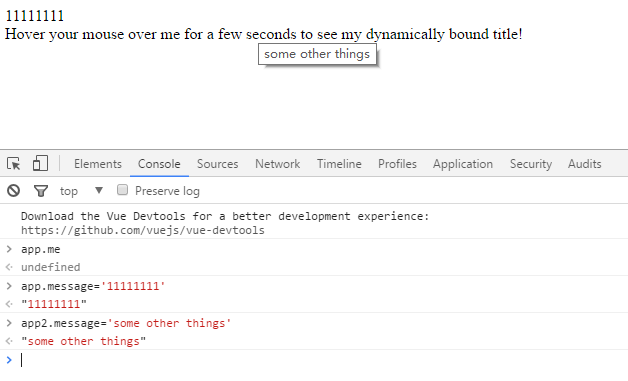 11111111
Hover your mouse over me for a few seconds to see my dynamically bound title!
some other things
Elements Console Sources Network Timeline Profiles Application Security Audits
top ▼ Preserve log
Download the Vue Devtools for a better development experience:
https://github.com/vuejs/vue-devtools
> app.me
undefined
> app.message='11111111'
"11111111"
> app2.message='some other things'
"some other things"
>